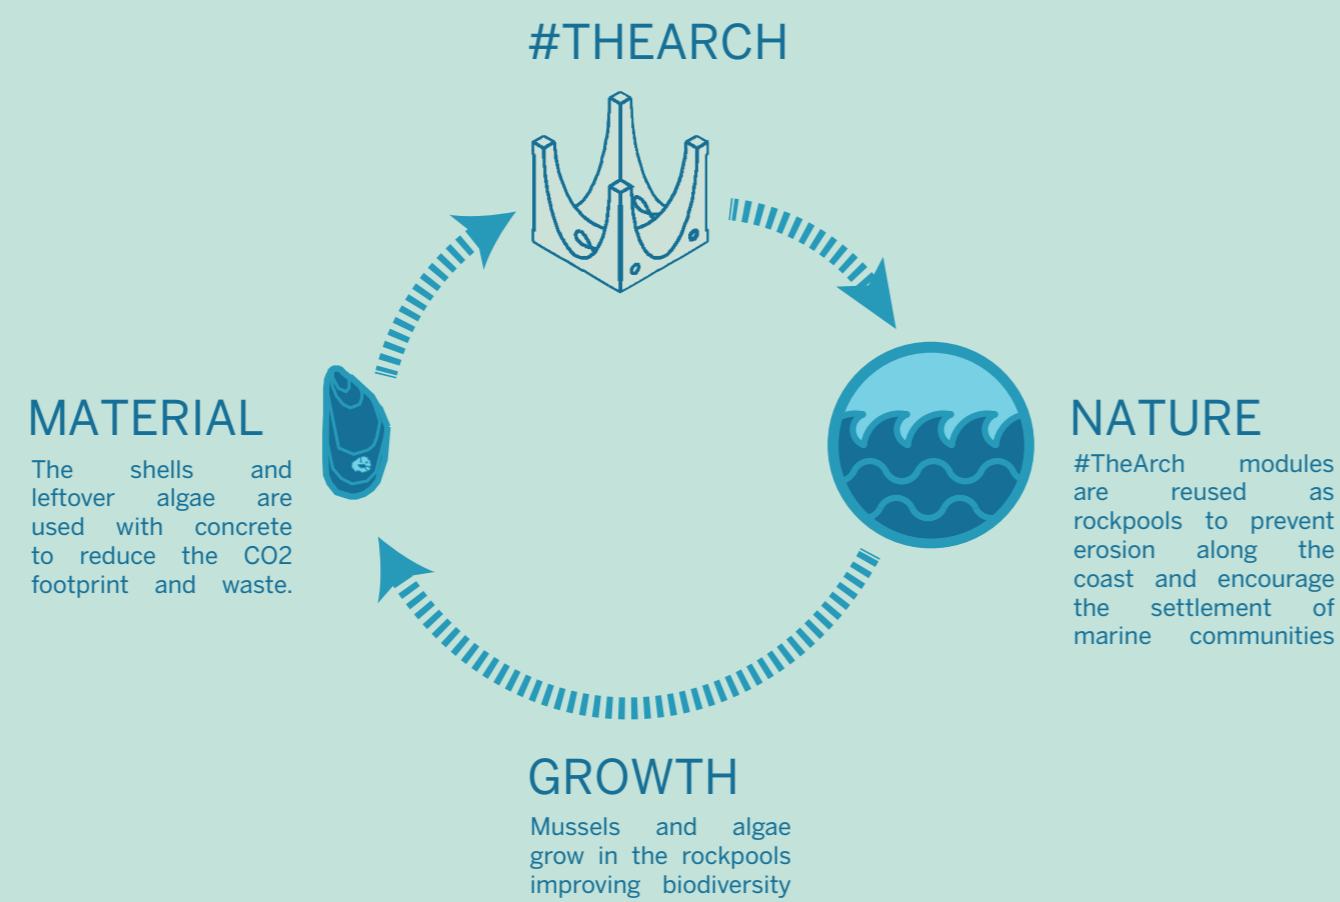 #THEARCH
MATERIAL
The shells and
leftover algae are
used with concrete
to reduce the CO2
footprint and waste.
NATURE
#TheArch modules
are reused as
rockpools to prevent
erosion along the
coast and encourage
the settlement of
marine communities
GROWTH
Mussels and algae
grow in the rockpools
improving biodiversity